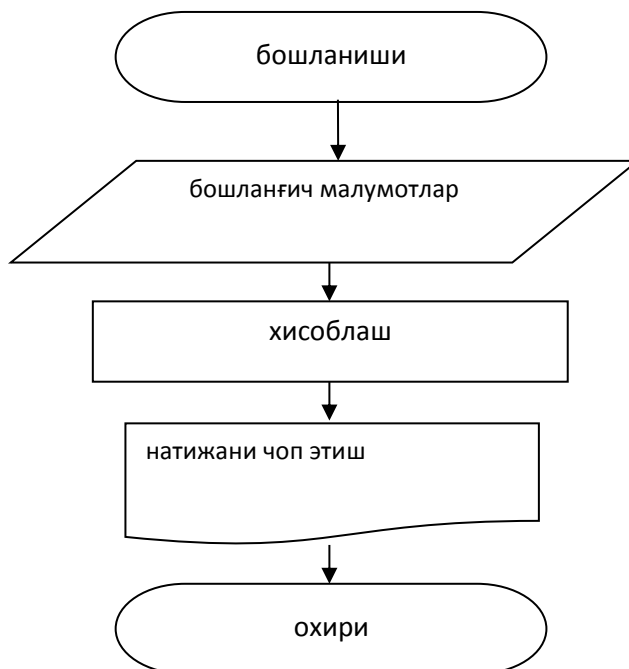 бошланиши
бошланғич малумотлар
хисоблаш
натижани чоп этиш
охири